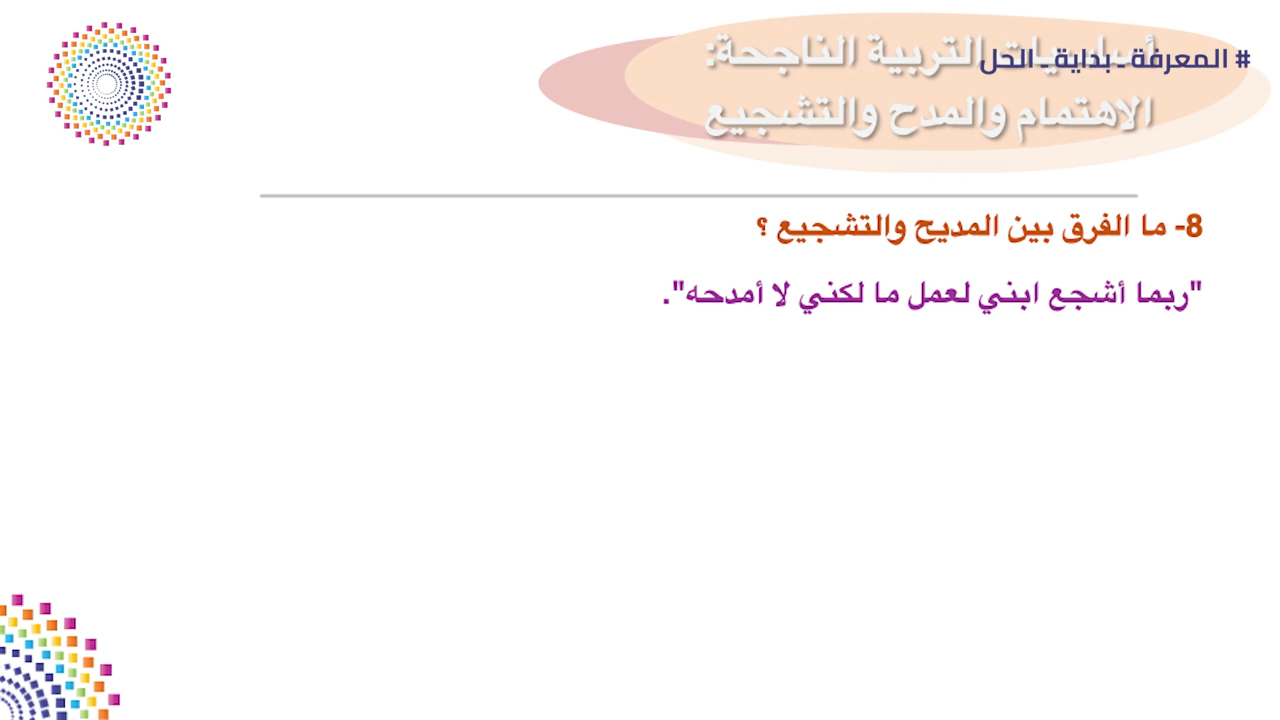 # المعرفة ـ بداية ـ الحل
أساسيات التربية الناجحة:
الاهتمام والمدح والتشجيع
8- ما الفرق بين المديح والتشجيع ؟
"ربما أشجع ابني لعمل ما لكنني لا أمدحه".